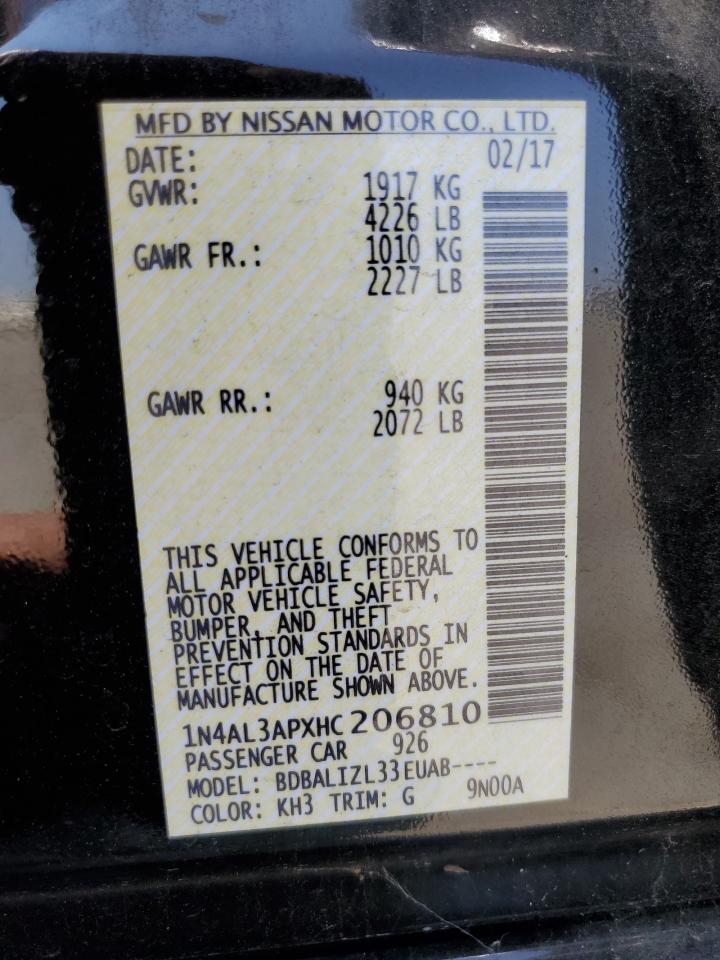 MFD BY NISSAN MOTOR CO., LTD.
DATE: 02/17
GVWR: 1917 KG
4226 LB
GAWR FR.: 1010 KG
2227 LB
GAWR RR.: 940 KG
2072 LB
THIS VEHICLE CONFORMS TO
ALL APPLICABLE FEDERAL
MOTOR VEHICLE SAFETY,
BUMPER, AND THEFT
PREVENTION STANDARDS IN
EFFECT ON THE DATE OF
MANUFACTURE SHOWN ABOVE.
1N4AL3APXHC 206810
PASSENGER CAR 926
MODEL: BDBALIZL33EUAB----
COLOR: KH3 TRIM: G 9N00A